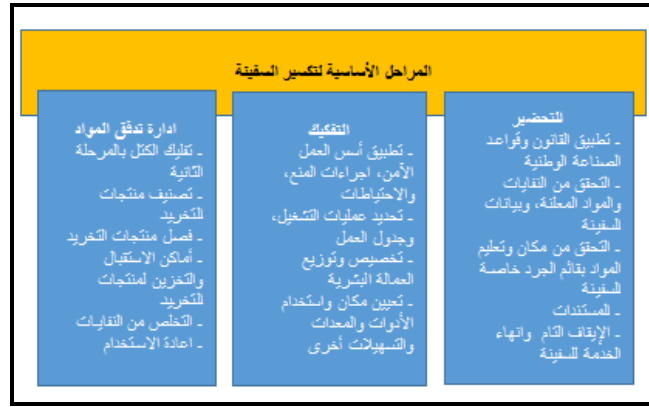 المراحل الأساسية لتكسير السفينة
التحضير
ـ تطبيق القانون وقواعد
الصناعة الوطنية
ـ التحقق من النفايات
والمواد المعلنة، وبيانات
السفينة
ـ التحقق من مكان وتعليم
المواد بقائم الجرد خاصة
السفينة
ـ المستندات
ـ الإيقاف التام وانهاء
الخدمة للسفينة
التفكيك
ـ تطبيق أسس العمل
الأمن، اجراءات المنع،
والاحتياطات
ـ تحديد عمليات التشغيل،
وجدول العمل
ـ تخصيص وتوزيع
العمالة البشرية
ـ تعيين مكان واستخدام
الأدوات والمعدات
والتسهيلات أخرى
ادارة تدفق المواد
ـ تفكيك الكتل بالمرحلة
الثانية
ـ تصنيف منتجات
التخريد
ـ فصل منتجات التخريد
ـ أماكن الاستقبال
والتخزين لمنتجات
التخريد
ـ التخلص من النفايات
ـ اعادة الاستخدام